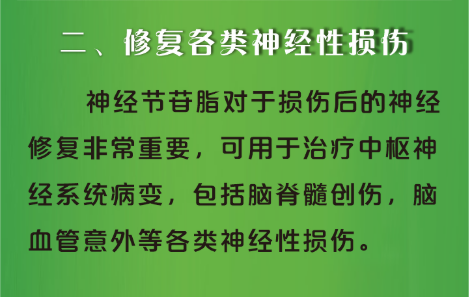 二、修复各类神经性损伤
神经节苷脂对于损伤后的神经
修复非常重要，可用于治疗中枢神
经系统病变，包括脑脊髓创伤，脑
血管意外等各类神经性损伤。